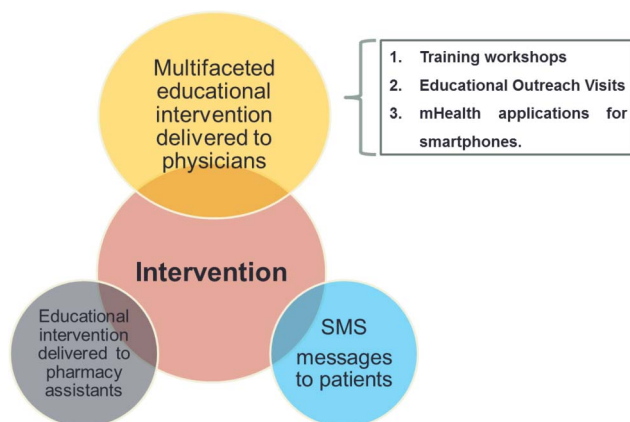 Multifaceted
educational
intervention
delivered to
physicians
1. Training workshops
2. Educational Outreach Visits
3. mHealth applications for
smartphones.
Intervention
Educational
intervention
delivered to
pharmacy
assistants
SMS
messages
to patients